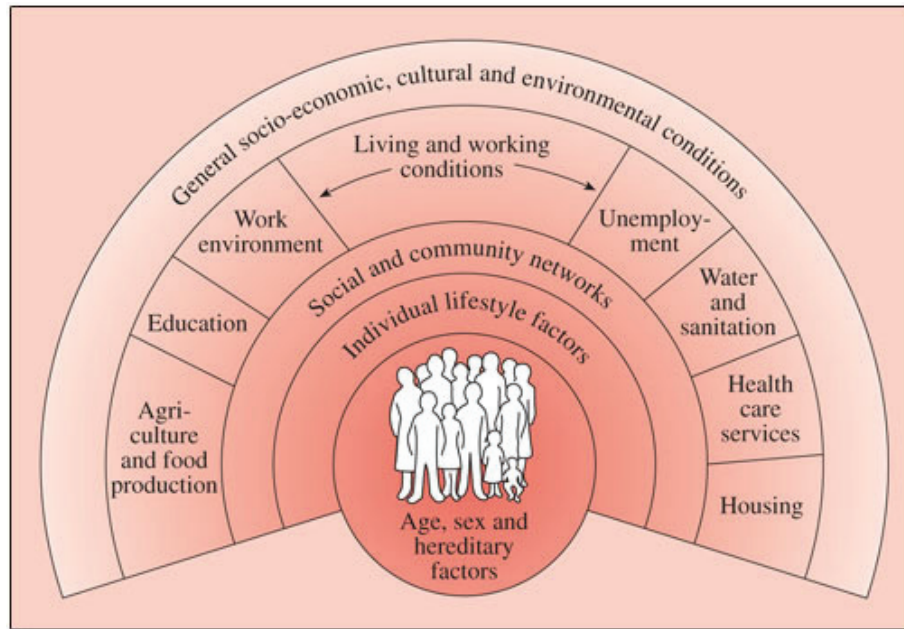 General socio-economic, cultural and environmental conditions
Living and working
conditions
Work
environment
Unemploy-
ment
Social and community networks
Water
and
sanitation
Education
Individual lifestyle factors
Agri-
culture
and food
production
Health
care
services
Housing
Age, sex and
hereditary
factors